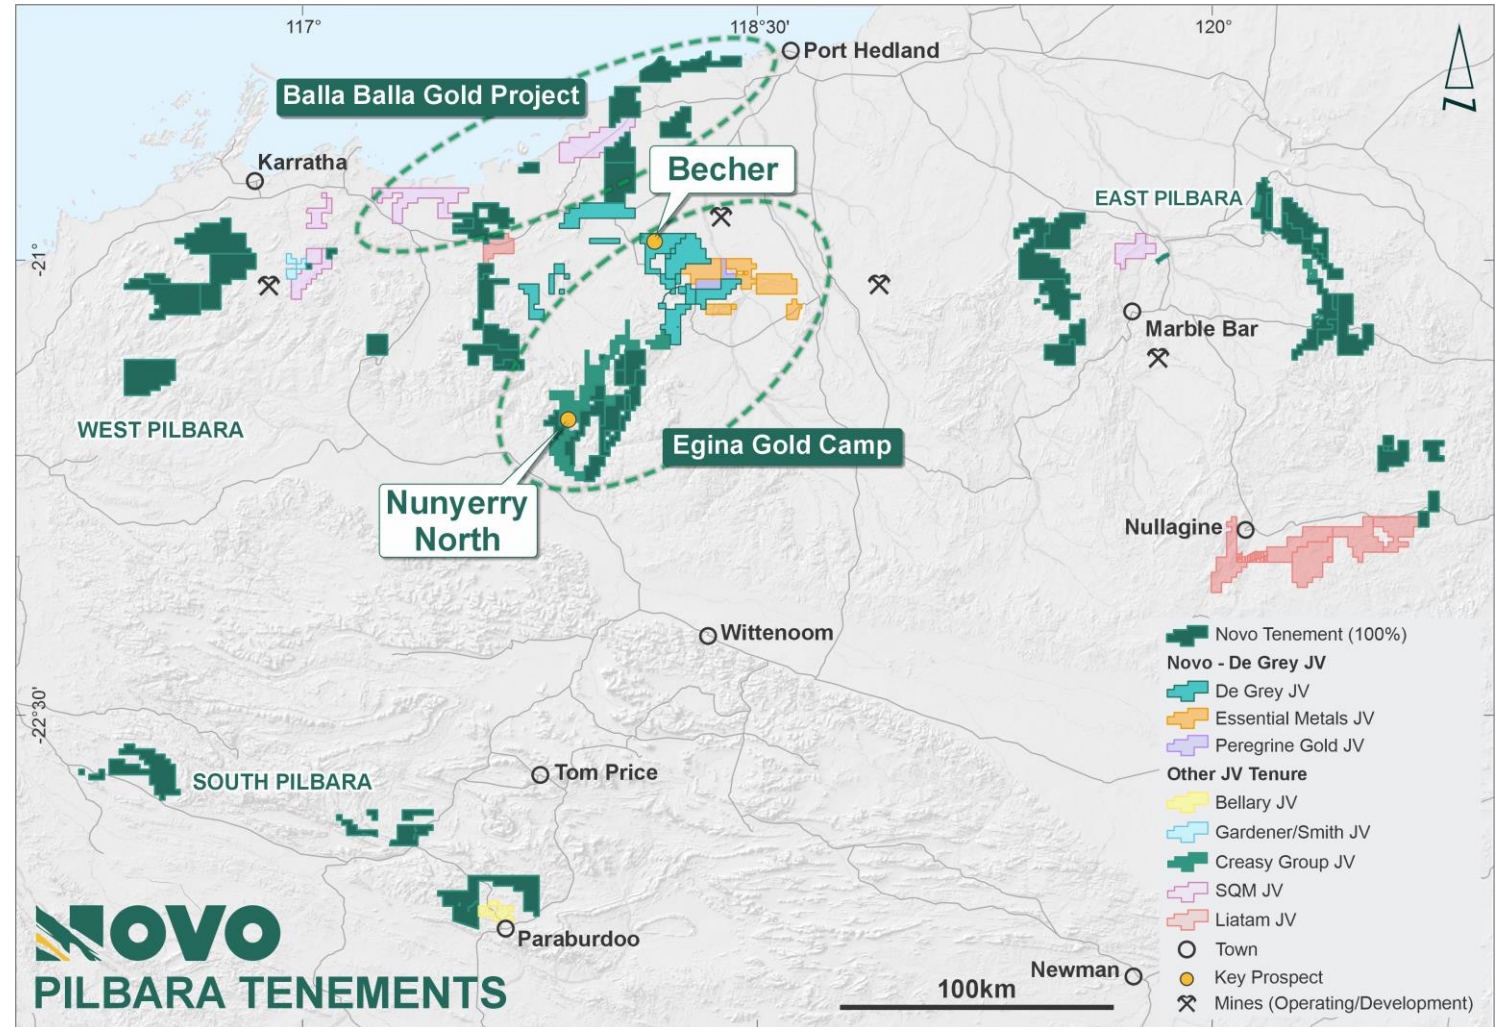 117°
118°30'
120°
Port Hedland
Balla Balla Gold Project
Karratha
Becher
EAST PILBARA
-21°
Marble Bar
WEST PILBARA
Egina Gold Camp
Nunyerry
North
Nullagine
Wittenoom
-22°30'
Tom Price
SOUTH PILBARA
Paraburdoo
Newman
100km
NOVO
PILBARA TENEMENTS
Novo Tenement (100%)
Novo - De Grey JV
De Grey JV
Essential Metals JV
Peregrine Gold JV
Other JV Tenure
Bellary JV
Gardener/Smith JV
Creasy Group JV
SQM JV
Liatam JV
Town
Key Prospect
Mines (Operating/Development)
N